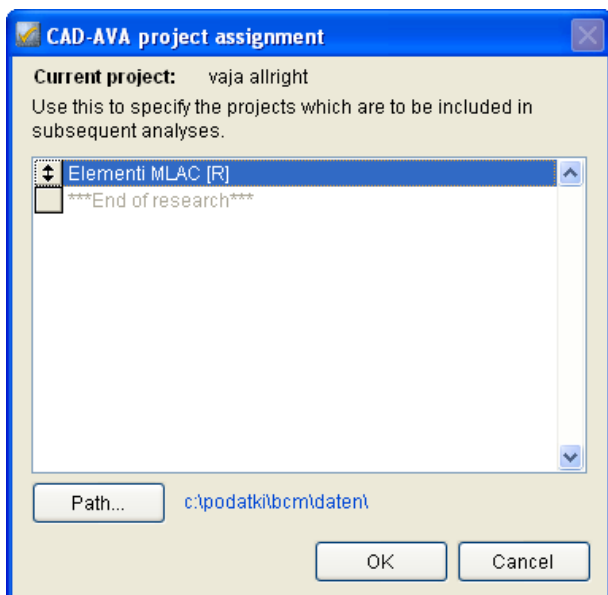 CAD-AVA project assignment
Current project: vaja allright
Use this to specify the projects which are to be included in
subsequent analyses.
Elementi MLAC [R]
***End of research***
Path... c:\podatki\bcm\daten\
OK Cancel